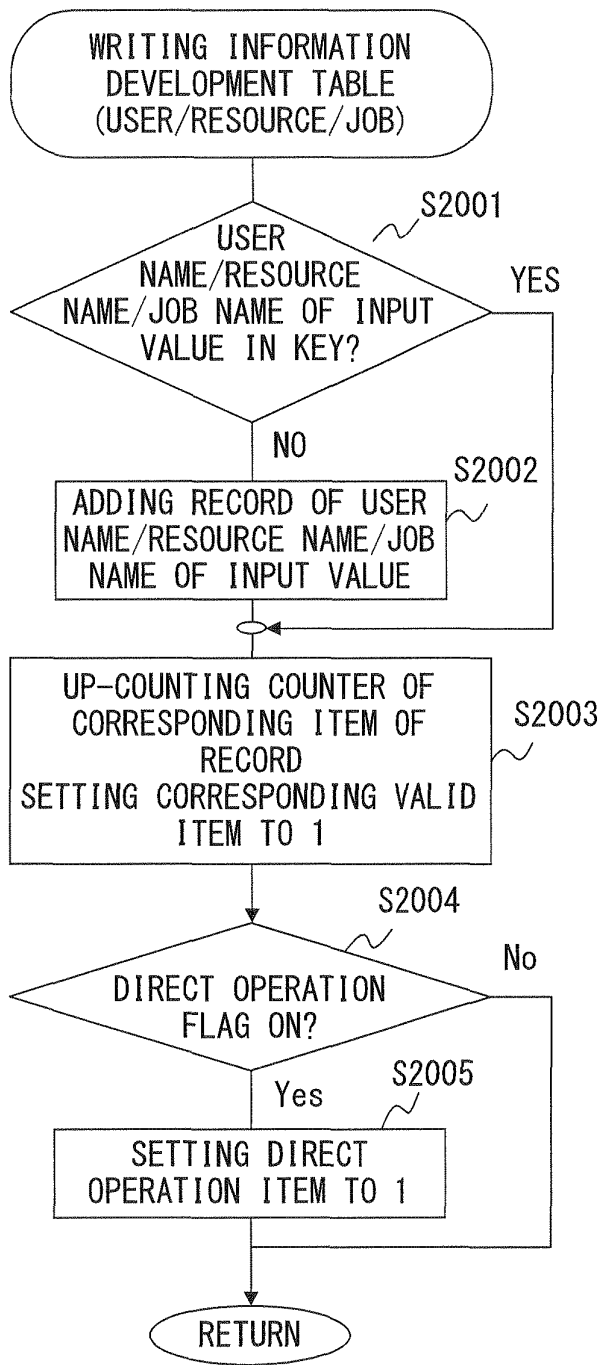 WRITING INFORMATION
DEVELOPMENT TABLE
(USER/RESOURCE/JOB)
S2001
USER
NAME/RESOURCE
NAME/JOB NAME OF INPUT
VALUE IN KEY?
YES
NO
S2002
ADDING RECORD OF USER
NAME/RESOURCE NAME/JOB
NAME OF INPUT VALUE
UP-COUNTING COUNTER OF
CORRESPONDING ITEM OF
RECORD
SETTING CORRESPONDING VALID
ITEM TO 1
S2003
S2004
No
DIRECT OPERATION
FLAG ON?
Yes
S2005
SETTING DIRECT
OPERATION ITEM TO 1
RETURN